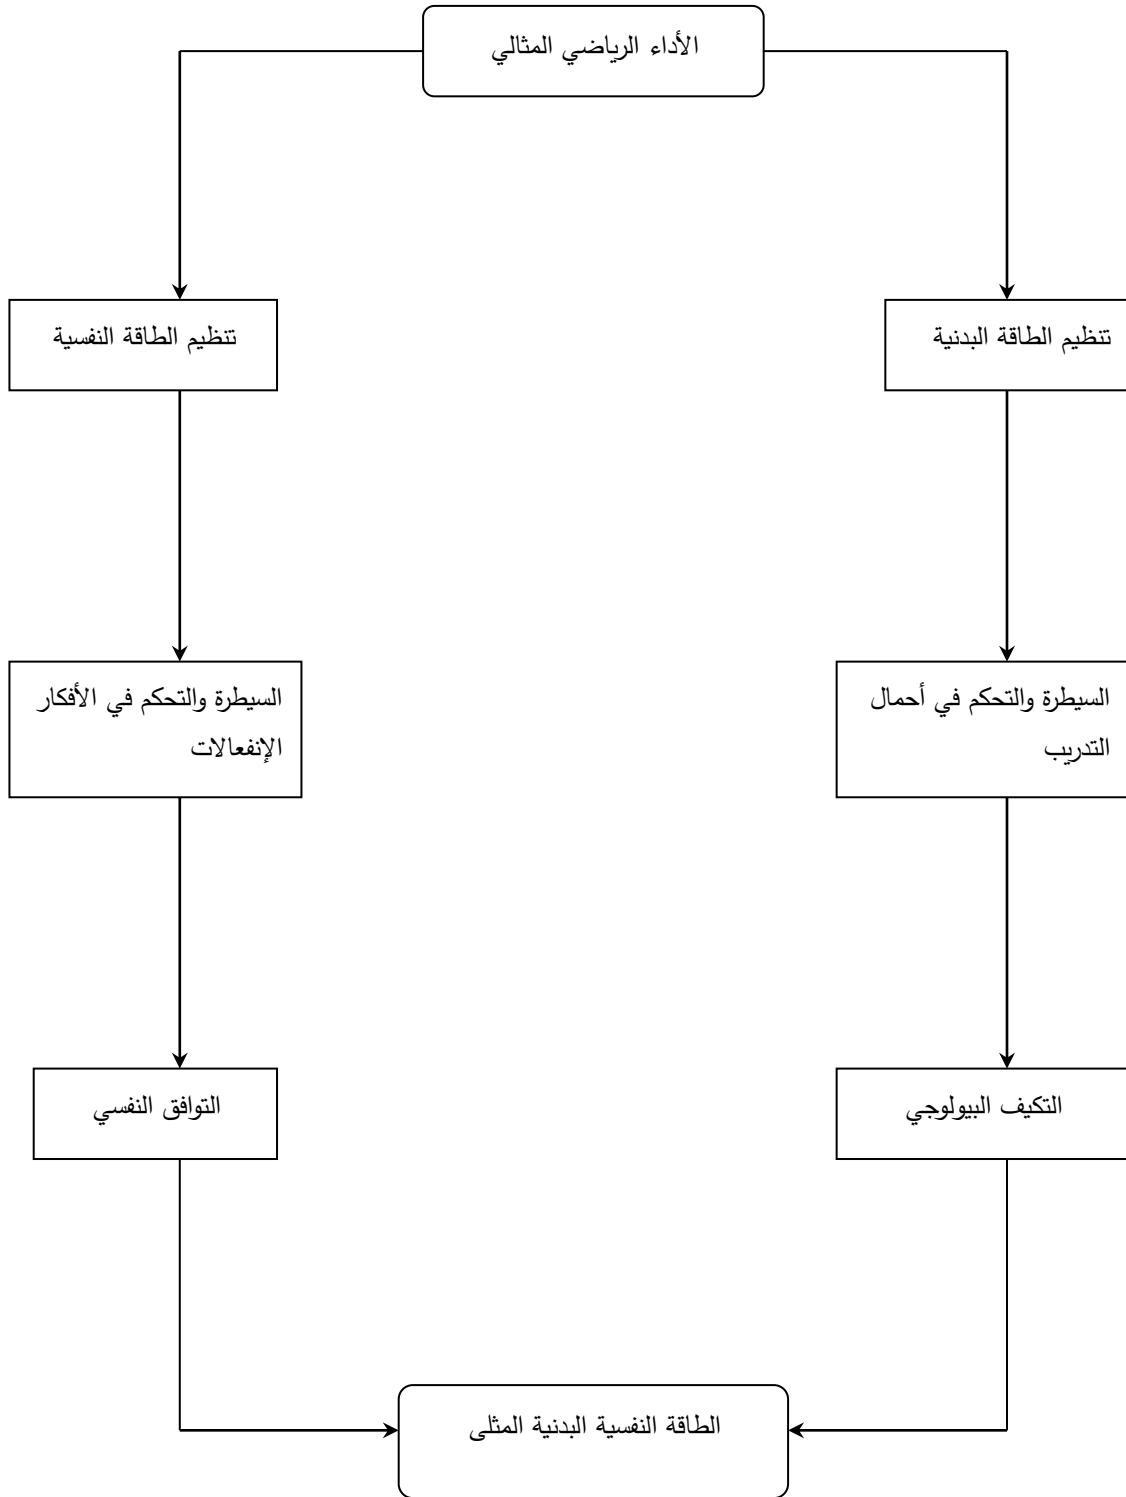 الأداء الرياضي المثالي
تنظيم الطاقة البدنية
تنظيم الطاقة النفسية
السيطرة والتحكم في أحمال
التدريب
السيطرة والتحكم في الأفكار
الإنفعالات
التكيف البيولوجي
التوافق النفسي
الطاقة النفسية البدنية المثلى